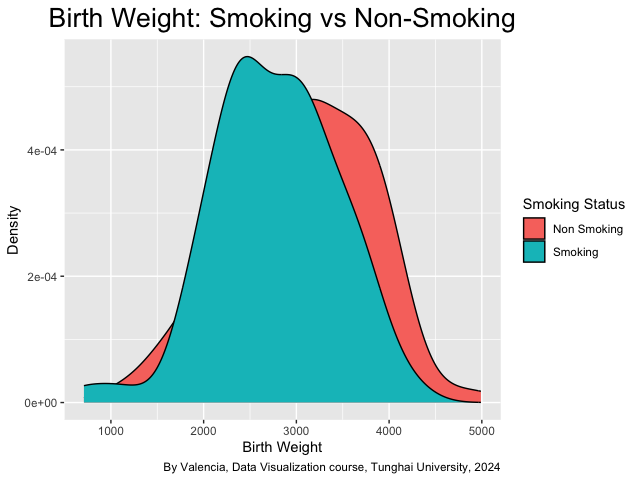 Birth Weight: Smoking vs Non-Smoking
Density
4e-04
2e-04
0e+00
1000 2000 3000 4000 5000
Birth Weight
Smoking Status
Non Smoking
Smoking
By Valencia, Data Visualization course, Tunghai University, 2024